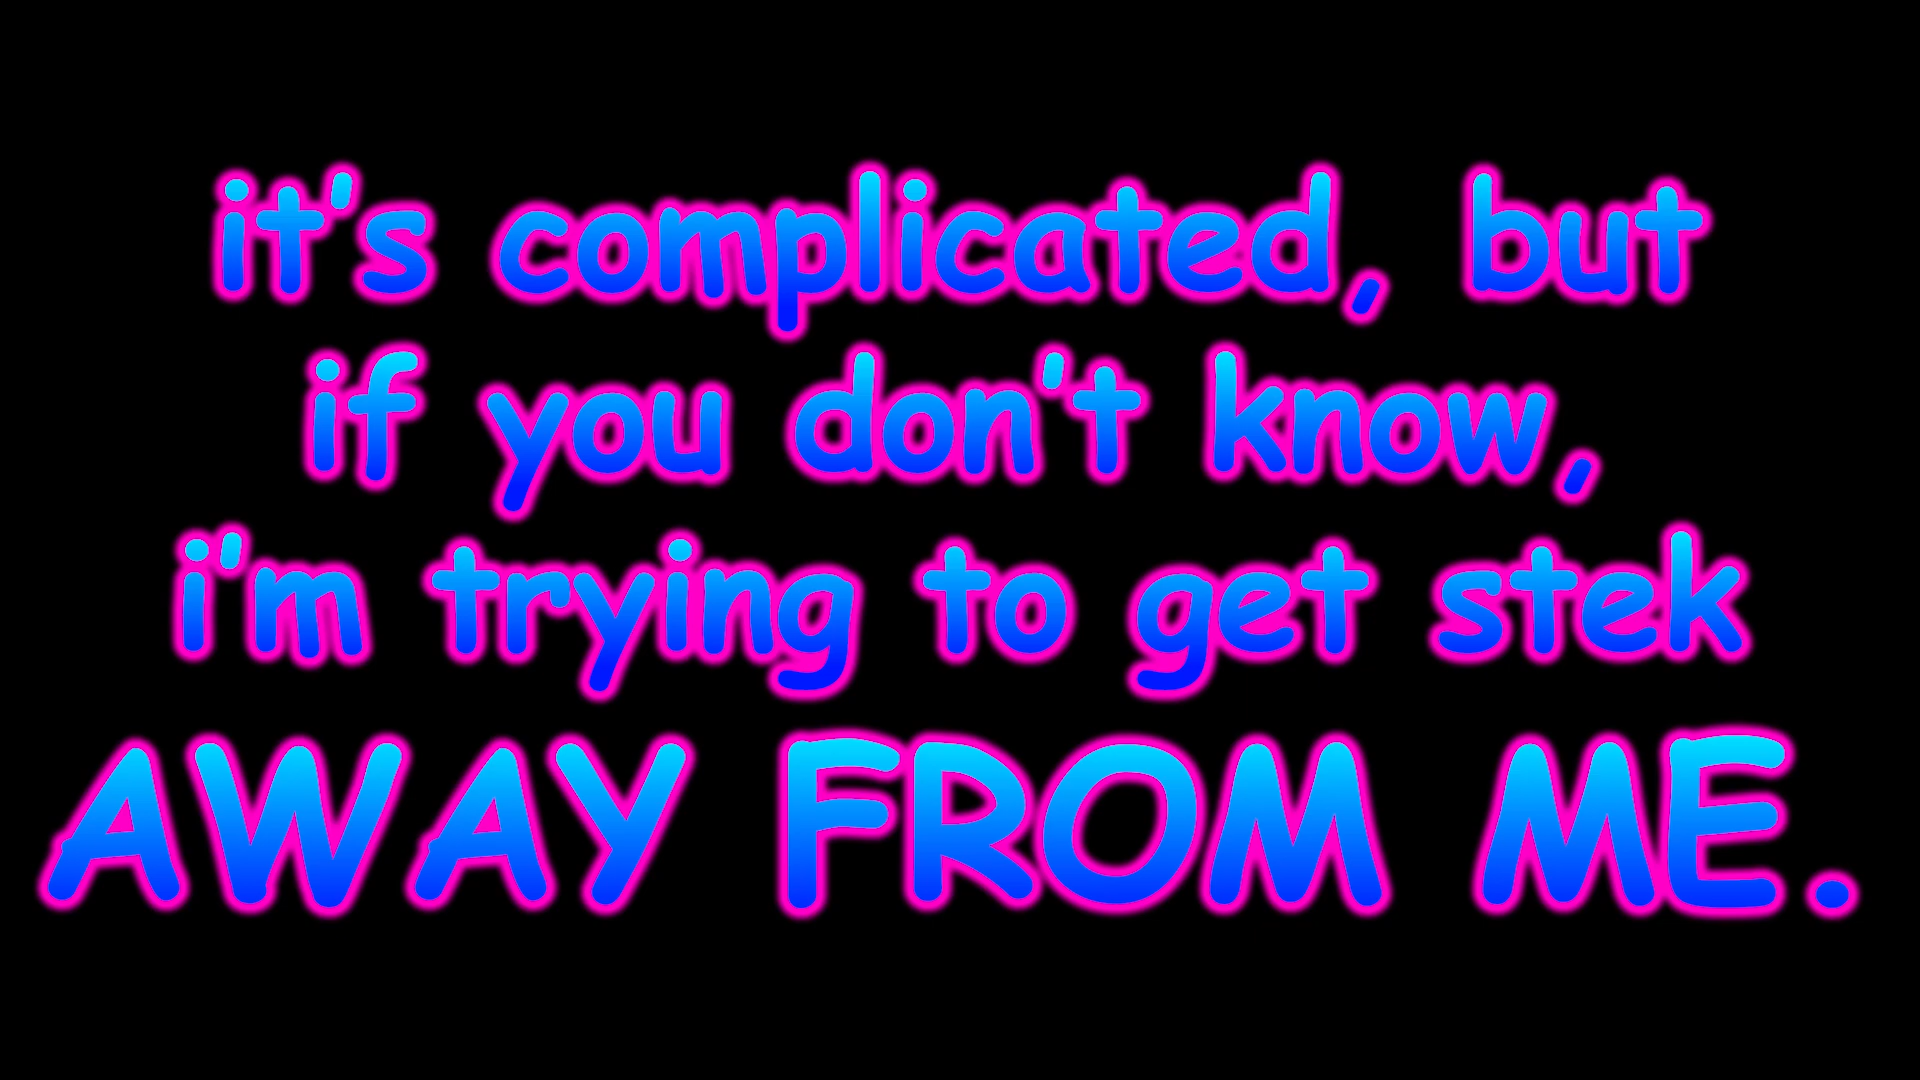 it's complicated, but
if you don't know,
i'm trying to get stek
AWAY FROM ME.